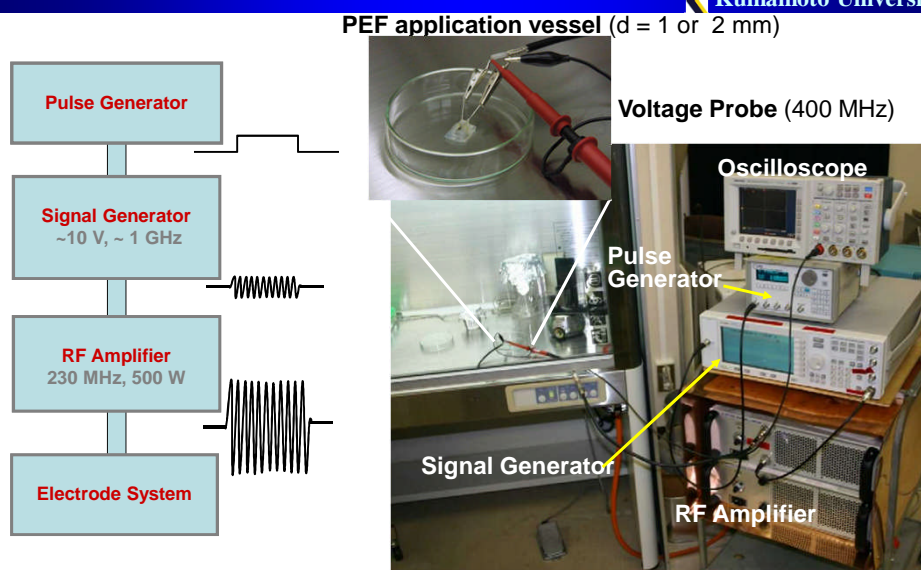 Kumamoto
PEF application vessel (d = 1 or 2 mm)
Pulse Generator
Voltage Probe (400 MHz)
Oscilloscope
Signal Generator
~10 V, ~ 1 GHz
Pulse
Generator
RF Amplifier
230 MHz, 500 W
Signal Generator
Electrode System
RF Amplifier